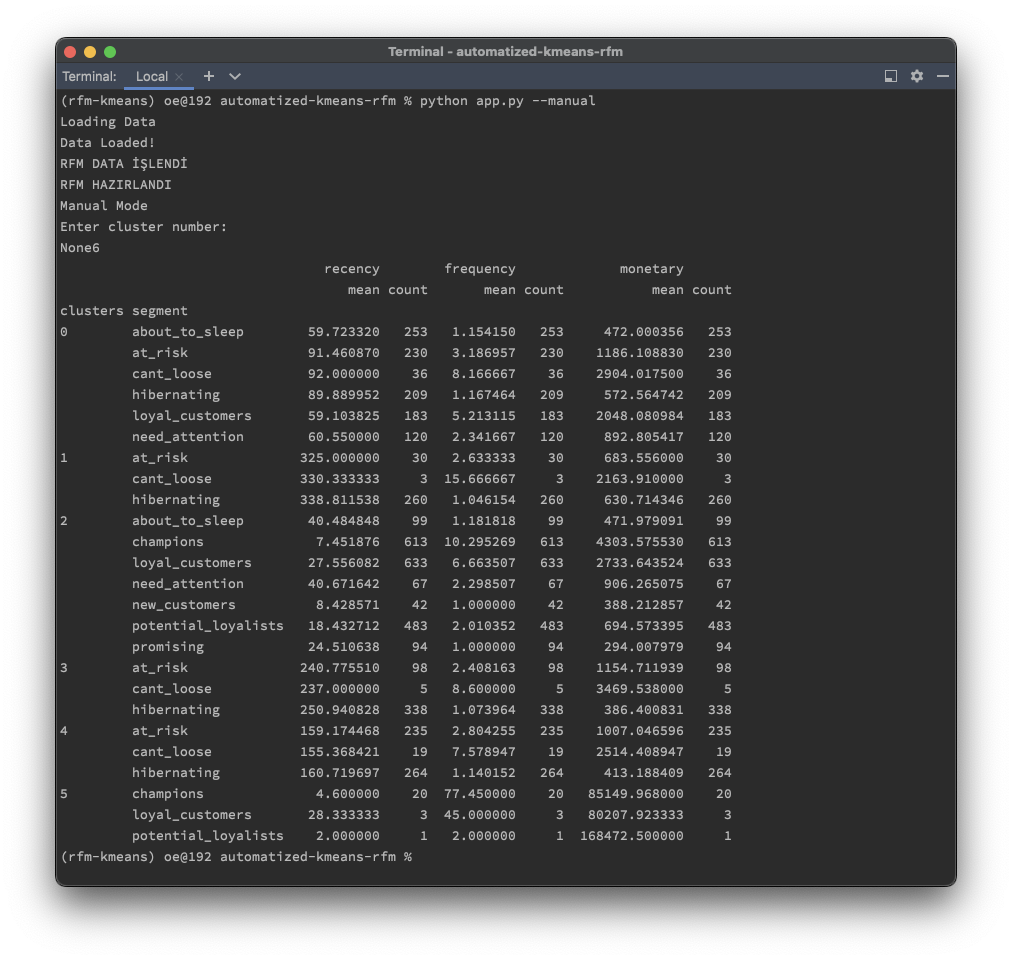 Terminal - automatized-kmeans-rfm
Terminal: Local × +
(rfm-kmeans) oe@192 automatized-kmeans-rfm % python app.py --manual
Loading Data
Data Loaded!
RFM DATA İŞLENDİ
RFM HAZIRLANDI
Manual Mode
Enter cluster number:
None6
recency frequency monetary
mean count mean count mean count
clusters segment
0 about_to_sleep 59.723320 253 1.154150 253 472.000356 253
at_risk 91.460870 230 3.186957 230 1186.108830 230
cant_loose 92.000000 36 8.166667 36 2904.017500 36
hibernating 89.889952 209 1.167464 209 572.564742 209
loyal_customers 59.103825 183 5.213115 183 2048.080984 183
need_attention 60.550000 120 2.341667 120 892.805417 120
1 at_risk 325.000000 30 2.633333 30 683.556000 30
cant_loose 330.333333 3 15.666667 3 2163.910000 3
hibernating 338.811538 260 1.046154 260 630.714346 260
2 about_to_sleep 40.484848 99 1.181818 99 471.979091 99
champions 7.451876 613 10.295269 613 4303.575530 613
loyal_customers 27.556082 633 6.663507 633 2733.643524 633
need_attention 40.671642 67 2.298507 67 906.265075 67
new_customers 8.428571 42 1.000000 42 388.212857 42
potential_loyalists 18.432712 483 2.010352 483 694.573395 483
promising 24.510638 94 1.000000 94 294.007979 94
3 at_risk 240.775510 98 2.408163 98 1154.711939 98
cant_loose 237.000000 5 8.600000 5 3469.538000 5
hibernating 250.940828 338 1.073964 338 386.400831 338
4 at_risk 159.174468 235 2.804255 235 1007.046596 235
cant_loose 155.368421 19 7.578947 19 2514.408947 19
hibernating 160.719697 264 1.140152 264 413.188409 264
5 champions 4.600000 20 77.450000 20 85149.968000 20
loyal_customers 28.333333 3 45.000000 3 80207.923333 3
potential_loyalists 2.000000 1 2.000000 1 168472.500000 1
(rfm-kmeans) oe@192 automatized-kmeans-rfm %